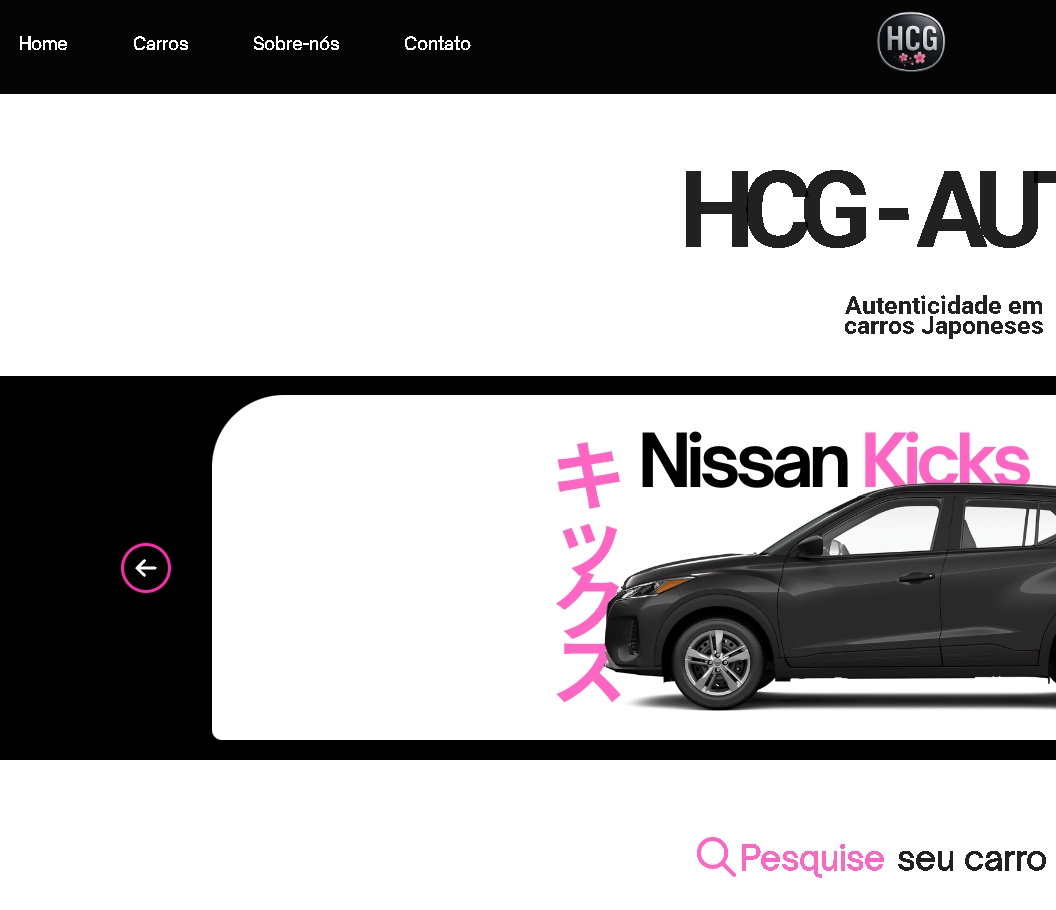 Home Carros Sobre-nós Contato HCG
HCG - AUT
Autenticidade em
carros Japoneses
Nissan Kicks
キックス
Pesquise seu carro